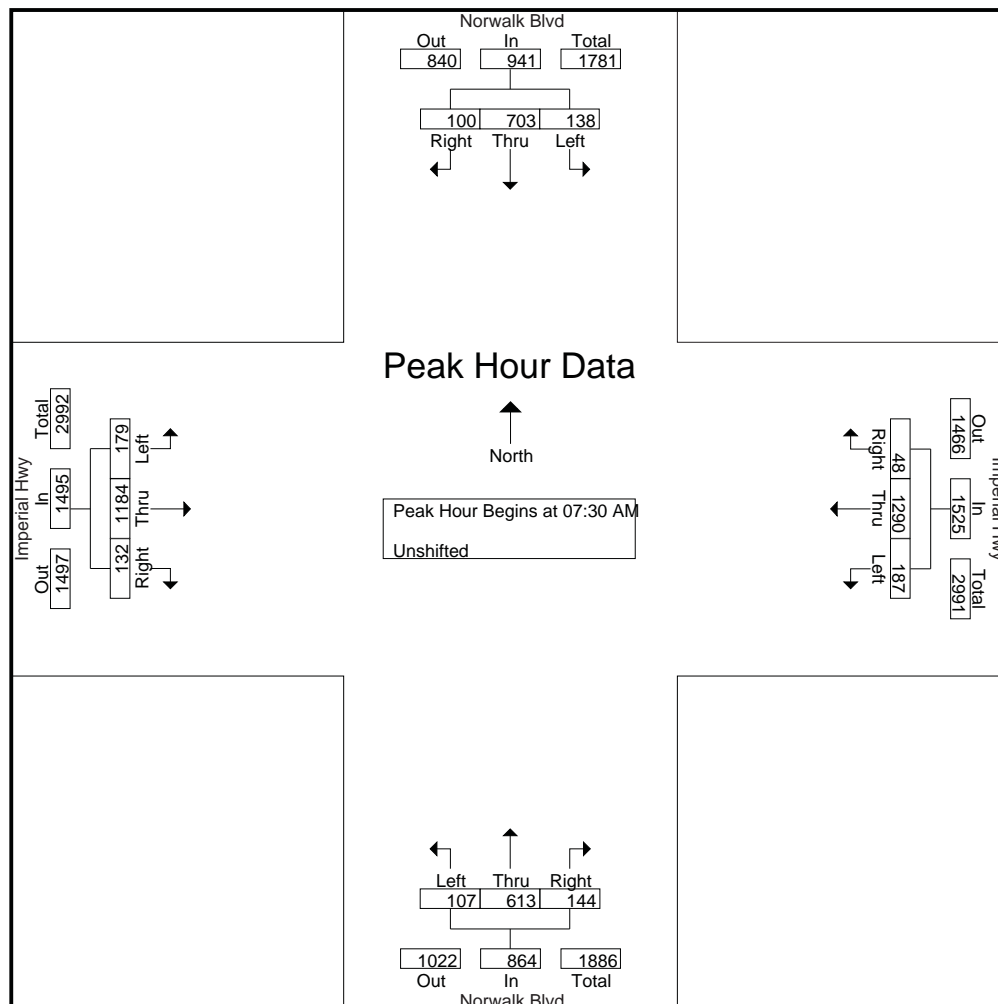 Norwalk Blvd
Out In Total
840 941 1781
100 703 138
Right Thru Left
Peak Hour Data
North
Peak Hour Begins at 07:30 AM
Unshifted
Imperial Hwy
Total In Out
2992 1495 1497
179 1184 132
Left Thru Right
Out In Total
1466 1525 2991
48 1290 187
Right Thru Left
Imperial Hwy
Left Thru Right
107 613 144
1022 864 1886
Out In Total
Norwalk Blvd